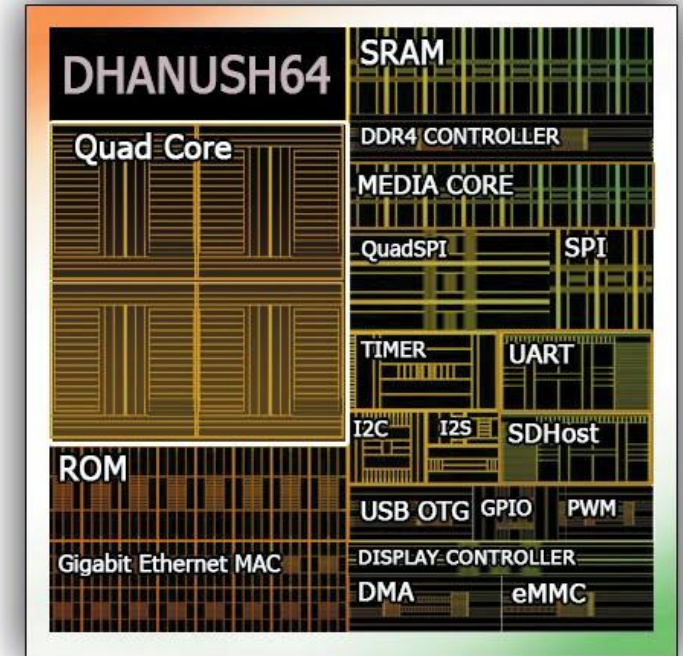 DHANUSH64
Quad Core
ROM
Gigabit Ethernet MAC
SRAM
DDR4 CONTROLLER
MEDIA CORE
QuadSPI SPI
TIMER UART
I2C I2S SDHost
USB OTG GPIO PWM
DISPLAY CONTROLLER
DMA eMMC